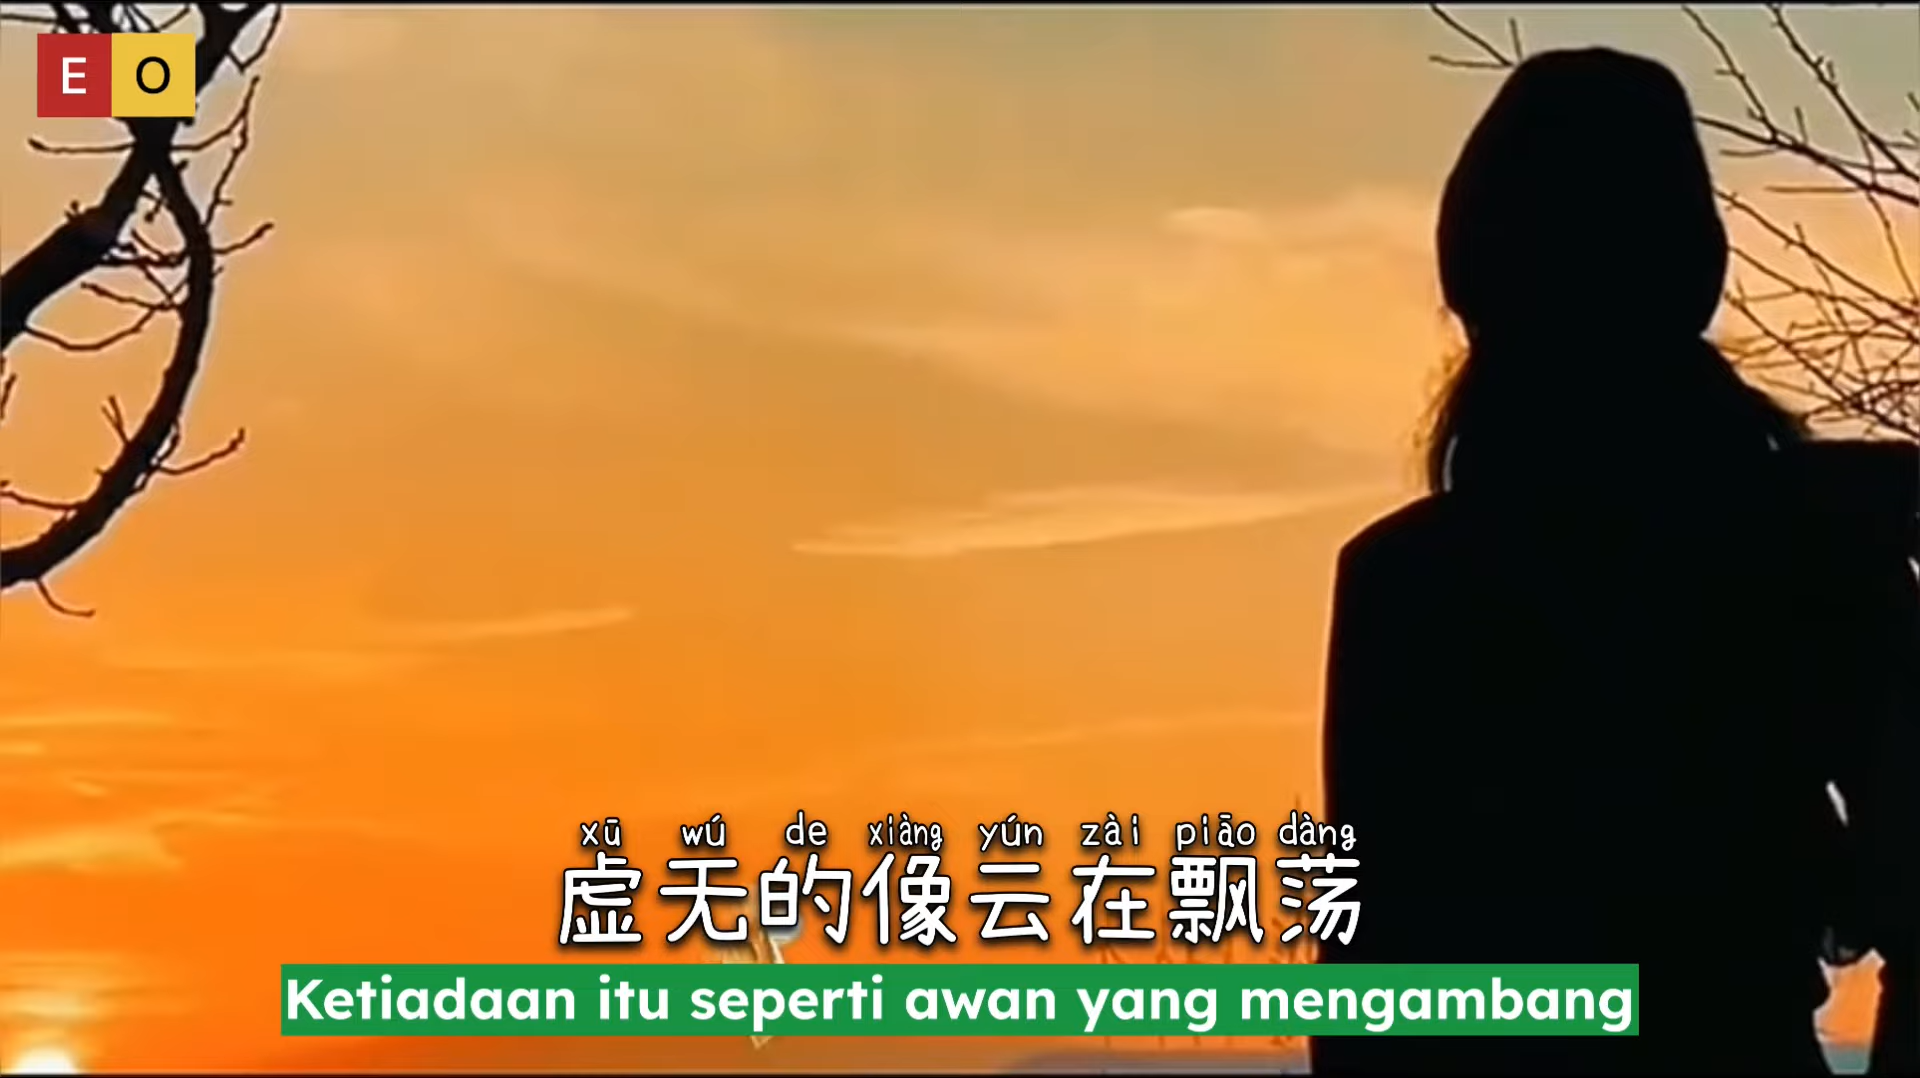 E O
xū wú de xiàng yún zài piāo dàng
虚无的像云在飘荡
Ketiadaan itu seperti awan yang mengambang